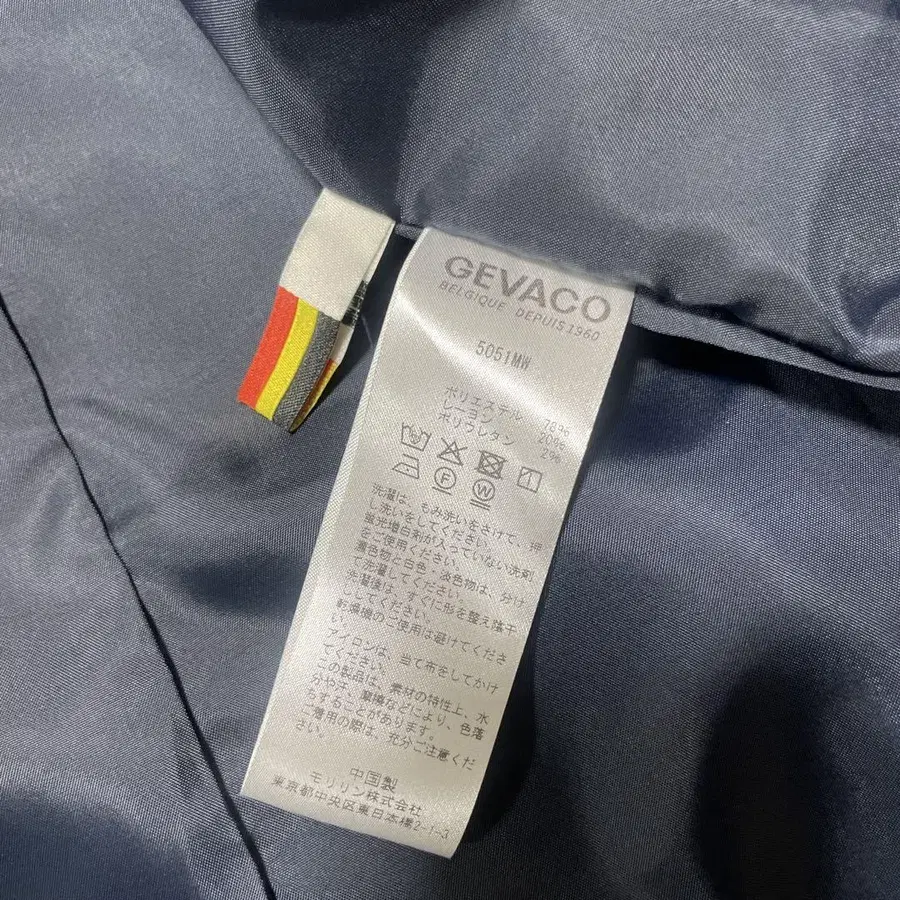 GEVACO
BELGIQUE DEPUIS 1960
5051MW
ポリエステル 78%
レーヨン 20%
ポリウレタン 2%
F
W
洗濯は、もみ洗いをさけて、押
し洗いをしてください。
蛍光増白剤が入っていない洗剤
をご使用ください。
濃色物と白色、淡色物は、分け
て洗濯してください。
洗濯後は、すぐに形を整え陰干
ししてください。
乾燥機のご使用は避けてくださ
い。
アイロンは、当て布をしてかけ
てください。
この製品は、素材の特性上、水
分や汗、摩擦などにより、色落
ちすることがあります。
着用の際は、充分ご注意くだ
さい。
中国製
モリリン株式会社
東京都中央区東日本橋2-1-3